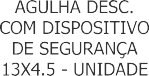 AGULHA DESC.
COM DISPOSITIVO
DE SEGURANÇA
13X4.5 - UNIDADE